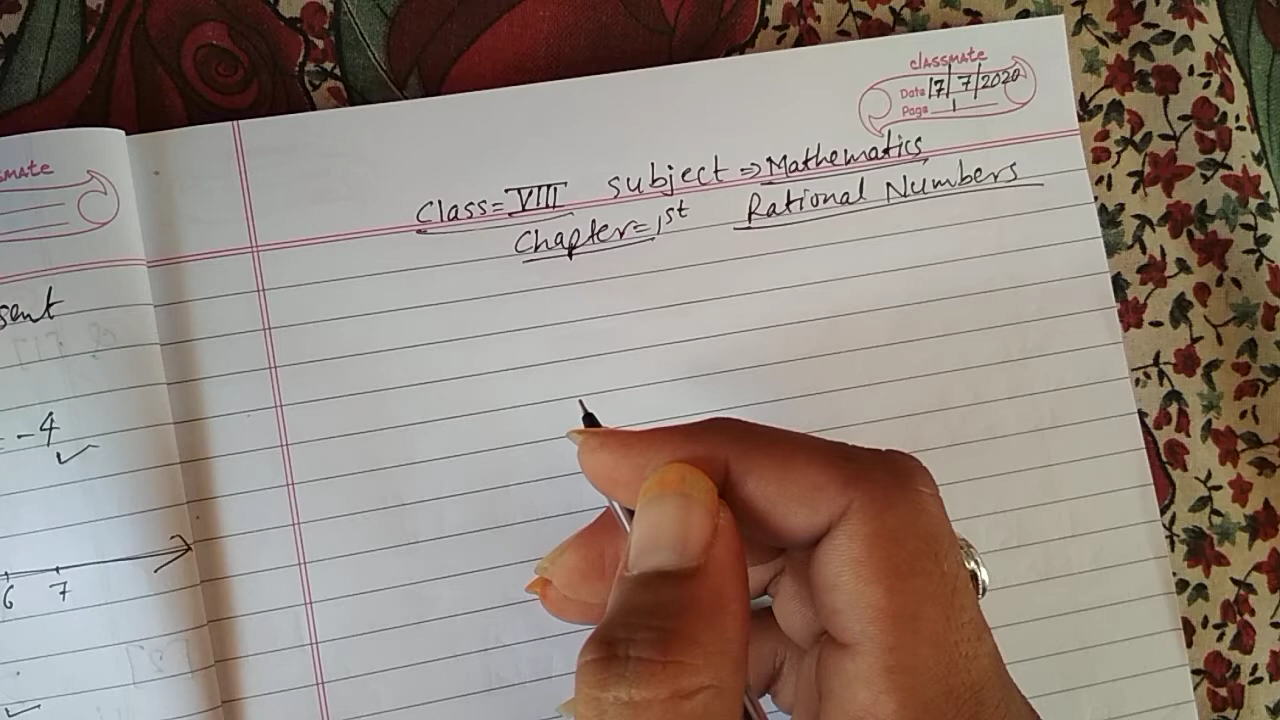 classmate
Date 17/7/2020
Page 1
Class=VIII subject ⇒ Mathematics
Chapter=1st Rational Numbers
smate
sent
= -4
6 7